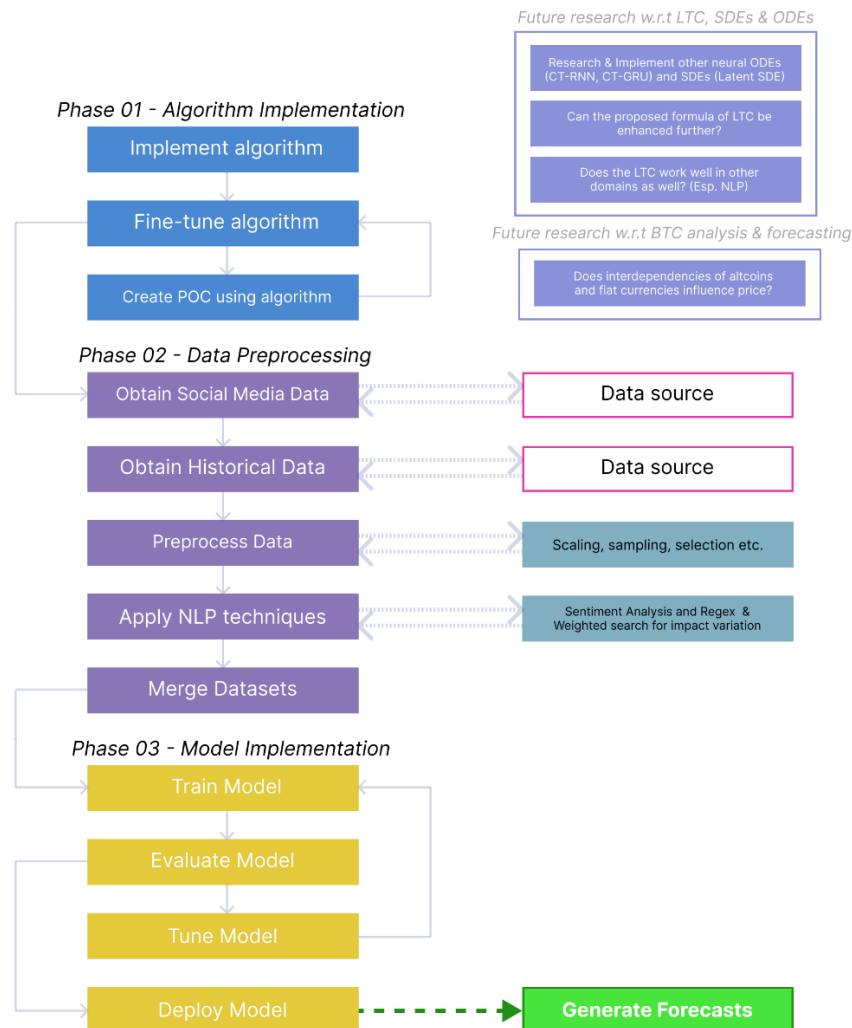 Future research w.r.t LTC, SDEs & ODEs
Research & Implement other neural ODEs
(CT-RNN, CT-GRU) and SDEs (Latent SDE)
Can the proposed formula of LTC be
enhanced further?
Does the LTC work well in other
domains as well? (Esp. NLP)
Future research w.r.t BTC analysis & forecasting
Does interdependencies of altcoins
and fiat currencies influence price?
Phase 01 - Algorithm Implementation
Implement algorithm
Fine-tune algorithm
Create POC using algorithm
Phase 02 - Data Preprocessing
Obtain Social Media Data
Data source
Obtain Historical Data
Data source
Preprocess Data
Scaling, sampling, selection etc.
Apply NLP techniques
Sentiment Analysis and Regex &
Weighted search for impact variation
Merge Datasets
Phase 03 - Model Implementation
Train Model
Evaluate Model
Tune Model
Deploy Model
Generate Forecasts